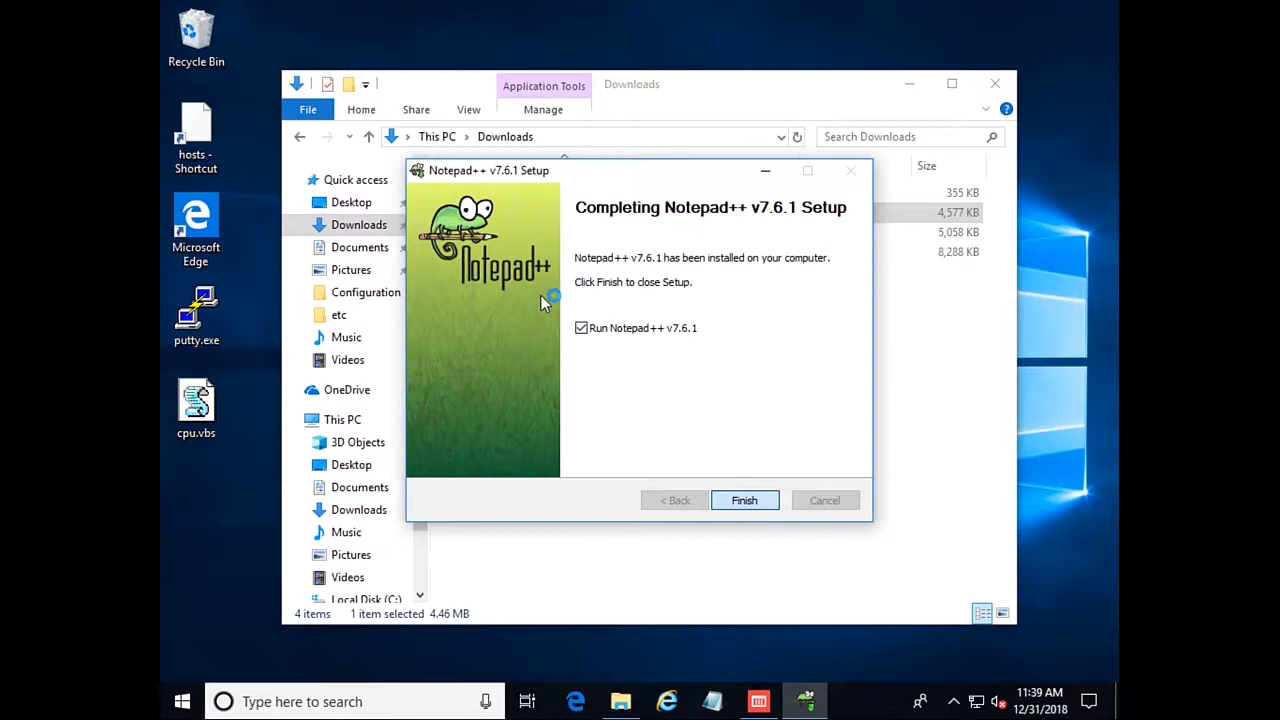 Recycle Bin
hosts -
Shortcut
Microsoft
Edge
putty.exe
cpu.vbs
Application Tools
Downloads
File
Home
Share
View
Manage
This PC
Downloads
Search Downloads
Quick access
Desktop
Downloads
Documents
Pictures
Configuration
etc
Music
Videos
OneDrive
This PC
3D Objects
Desktop
Documents
Downloads
Music
Pictures
Videos
Local Disk (C:)
Size
355 KB
4,577 KB
5,058 KB
8,288 KB
4 items
1 item selected 4.46 MB
Notepad++ v7.6.1 Setup
Notepad++
Completing Notepad++ v7.6.1 Setup
Notepad++ v7.6.1 has been installed on your computer.
Click Finish to close Setup.
Run Notepad++ v7.6.1
< Back
Finish
Cancel
Type here to search
11:39 AM
12/31/2018